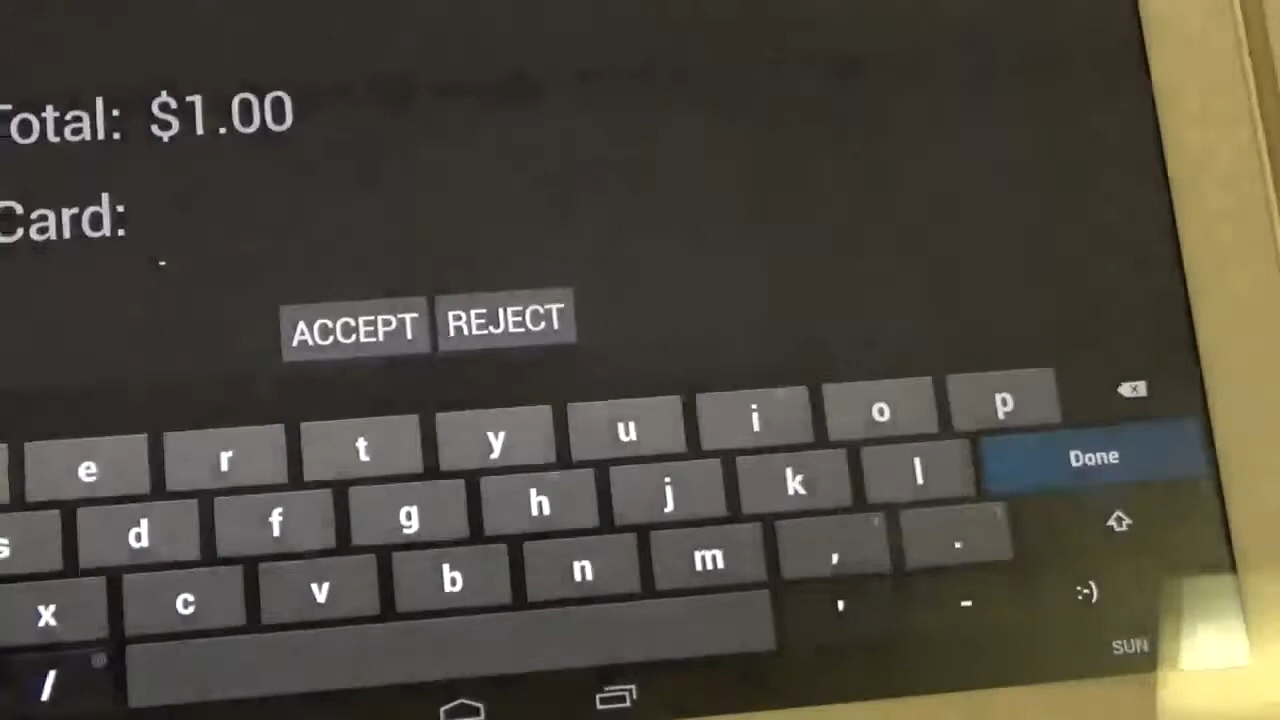 Total: $1.00
Card:
ACCEPT REJECT
e r t y u i o p
s d f g h j k l Done
x c v b n m , .
/ ' - :-)
SUN